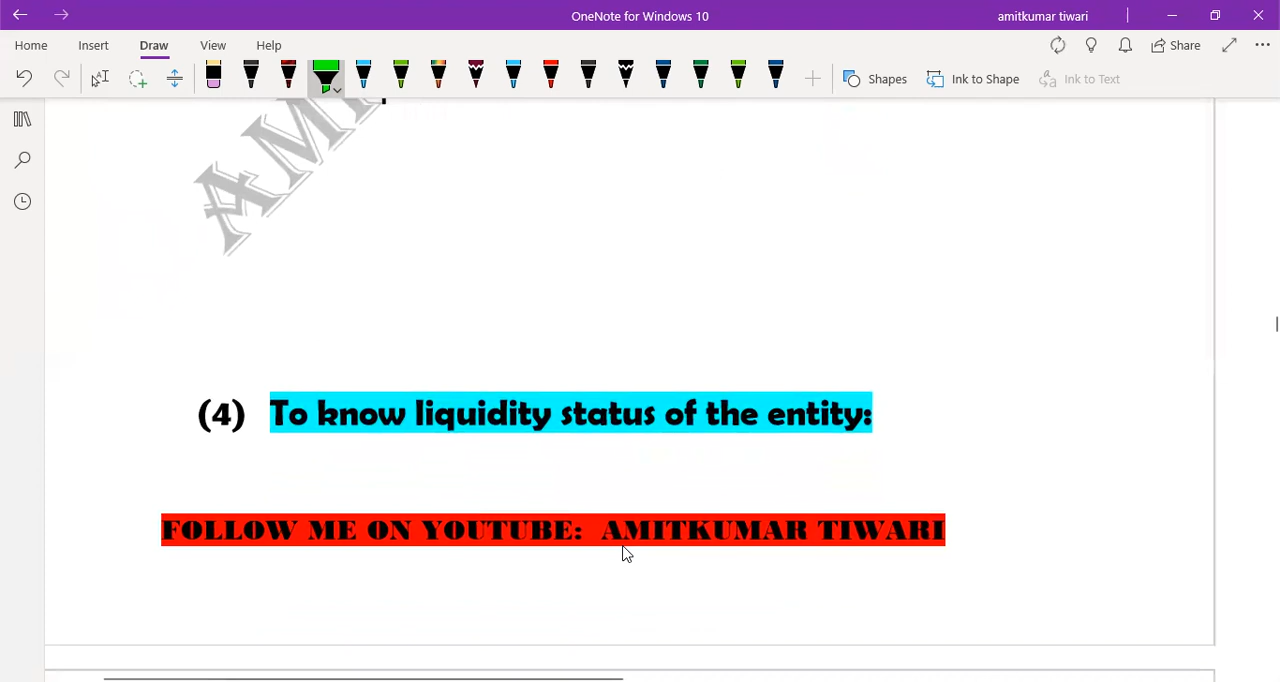 OneNote for Windows 10
amitkumar tiwari
Home Insert Draw View Help
Share
Shapes
Ink to Shape
Ink to Text
(4) To know liquidity status of the entity:
FOLLOW ME ON YOUTUBE: AMITKUMAR TIWARI